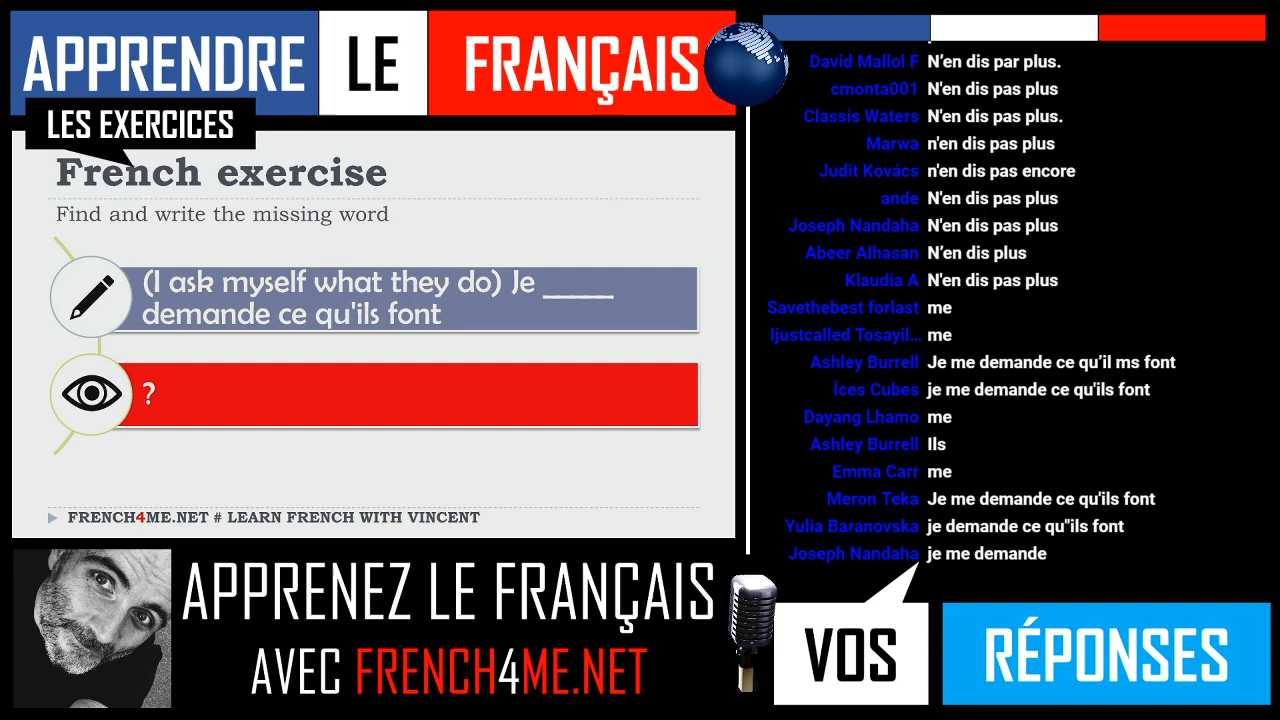 APPRENDRE LE FRANÇAIS
LES EXERCICES
French exercise
Find and write the missing word
(I ask myself what they do) Je _____
demande ce qu'ils font
?
FRENCH4ME.NET # LEARN FRENCH WITH VINCENT
APPRENEZ LE FRANÇAIS
AVEC FRENCH4ME.NET
David Mallol F N'en dis par plus.
cmonta001 N'en dis pas plus
Classis Waters N'en dis pas plus.
Marwa n'en dis pas plus
Judit Kovács n'en dis pas encore
ande N'en dis pas plus
Joseph Nandaha N'en dis pas plus
Abeer Alhasan N’en dis plus
Klaudia A N'en dis pas plus
Savethebest forlast me
Ijustcalled Tosayil... me
Ashley Burrell Je me demande ce qu’il ms font
İces Cubes je me demande ce qu'ils font
Dayang Lhamo me
Ashley Burrell Ils
Emma Carr me
Meron Teka Je me demande ce qu'ils font
Yulia Baranovska je demande ce qu"ils font
Joseph Nandaha je me demande
VOS RÉPONSES